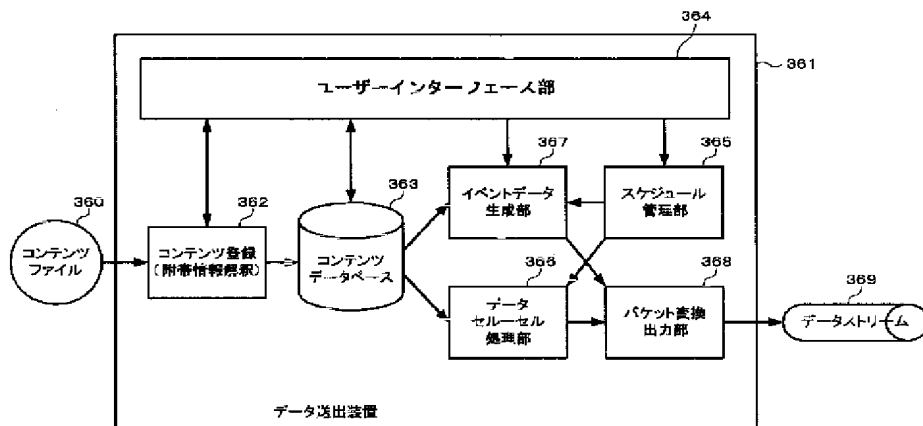 364
361
ユーザーインターフェース部
367
365
イベントデータ
生成部
スケジュール
管理部
360
362
363
コンテンツ
ファイル
コンテンツ登録
(附帯情報解釈)
コンテンツ
データベース
366
368
データ
セルーセル
処理部
パケット変換
出力部
369
データストリーム
データ送出装置